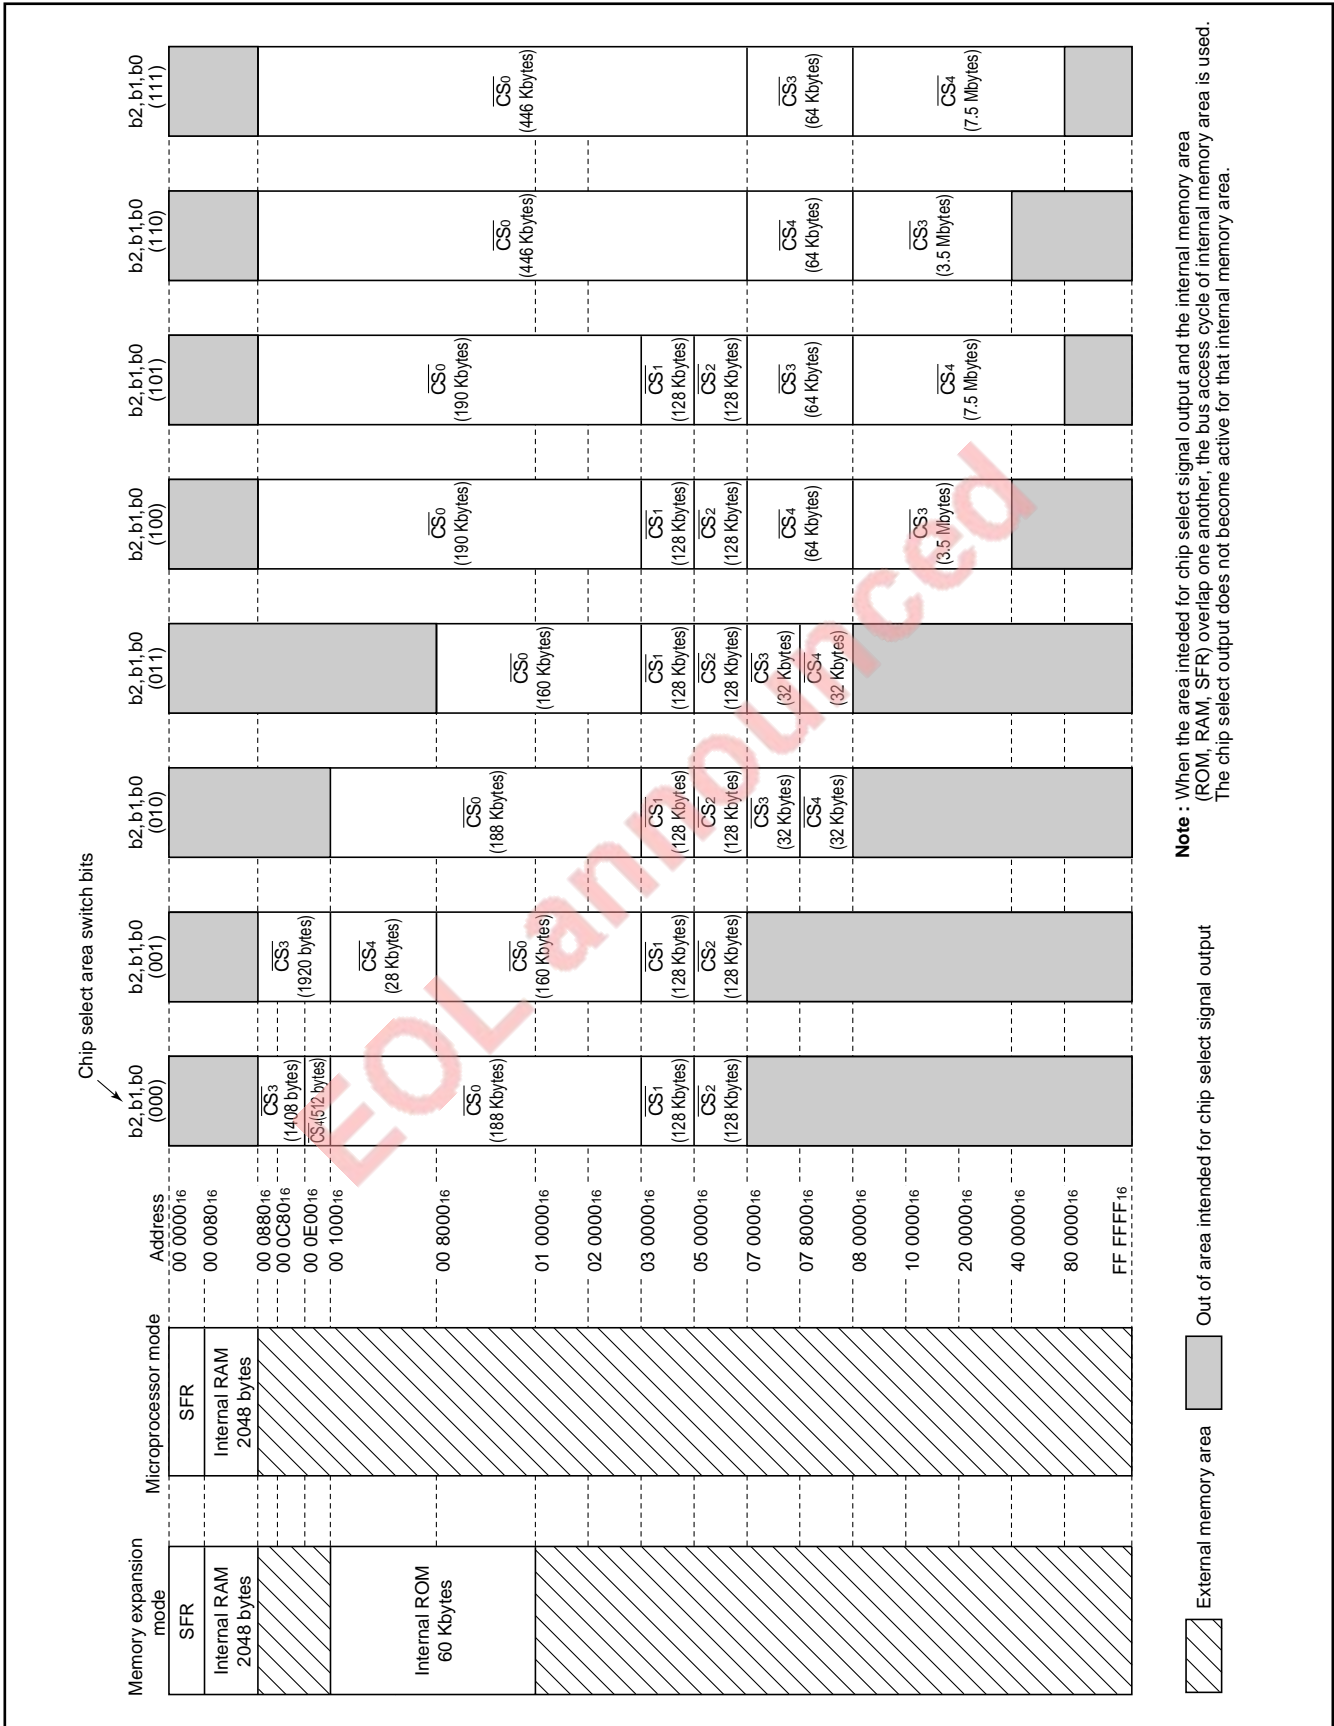 Chip select area switch bits
Memory expansion
mode
Microprocessor mode
Address
b2,b1,b0
(000)
b2,b1,b0
(001)
b2,b1,b0
(010)
b2,b1,b0
(011)
b2,b1,b0
(100)
b2,b1,b0
(101)
b2,b1,b0
(110)
b2,b1,b0
(111)
SFR
Internal RAM
2048 bytes
Internal ROM
60 Kbytes
SFR
Internal RAM
2048 bytes
00 000016
00 008016
00 088016
00 0C8016
00 0E0016
00 100016
00 800016
01 000016
02 000016
03 000016
05 000016
07 000016
07 800016
08 000016
10 000016
20 000016
40 000016
80 000016
FF FFFF16
CS3
(1408 bytes)
CS4(512 bytes)
CS0
(188 Kbytes)
CS1
(128 Kbytes)
CS2
(128 Kbytes)
CS3
(1920 bytes)
CS4
(28 Kbytes)
CS0
(160 Kbytes)
CS1
(128 Kbytes)
CS2
(128 Kbytes)
CS0
(188 Kbytes)
CS1
(128 Kbytes)
CS2
(128 Kbytes)
CS3
(32 Kbytes)
CS4
(32 Kbytes)
CS0
(160 Kbytes)
CS1
(128 Kbytes)
CS2
(128 Kbytes)
CS3
(32 Kbytes)
CS4
(32 Kbytes)
CS0
(190 Kbytes)
CS1
(128 Kbytes)
CS2
(128 Kbytes)
CS4
(64 Kbytes)
CS3
(3.5 Mbytes)
CS0
(190 Kbytes)
CS1
(128 Kbytes)
CS2
(128 Kbytes)
CS3
(64 Kbytes)
CS4
(7.5 Mbytes)
CS0
(446 Kbytes)
CS4
(64 Kbytes)
CS3
(3.5 Mbytes)
CS0
(446 Kbytes)
CS3
(64 Kbytes)
CS4
(7.5 Mbytes)
External memory area
Out of area intended for chip select signal output
Note : When the area inteded for chip select signal output and the internal memory area
(ROM, RAM, SFR) overlap one another, the bus access cycle of internal memory area is used.
The chip select output does not become active for that internal memory area.
EOL announced